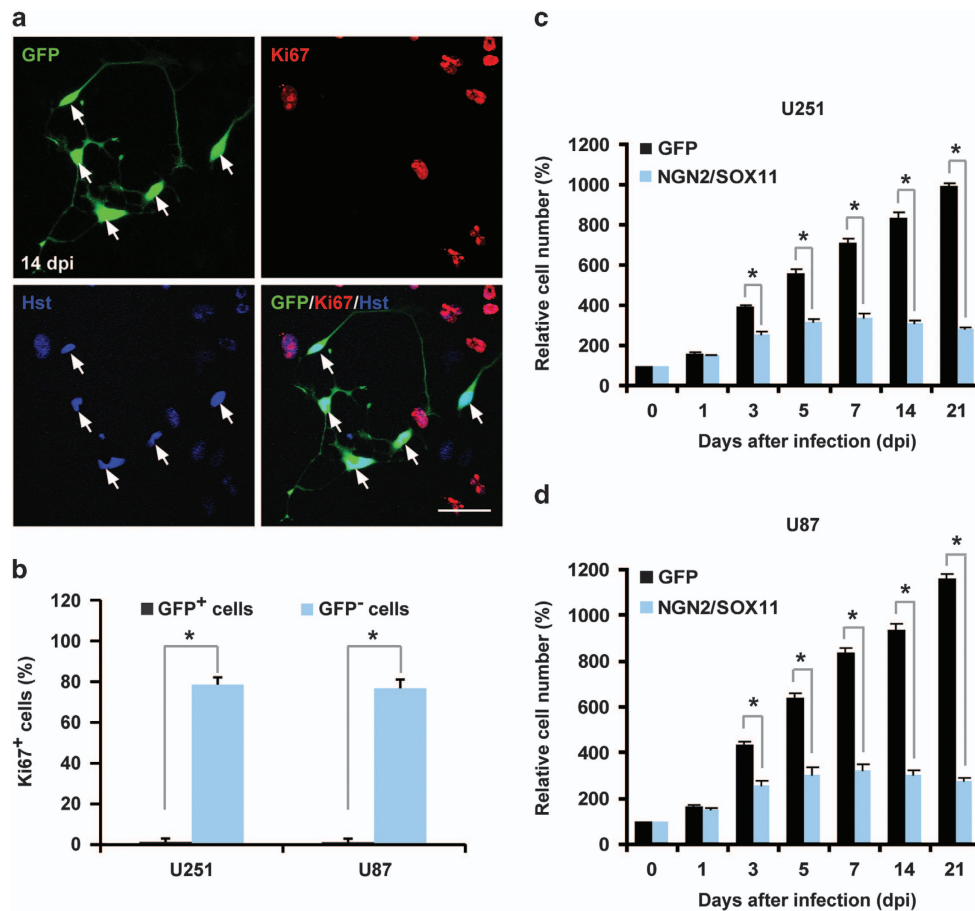 a
GFP
Ki67
14 dpi
Hst
GFP/Ki67/Hst
b
GFP+ cells
GFP- cells
Ki67+ cells (%)
120
100
80
60
40
20
0
*
*
U251
U87
c
U251
GFP
NGN2/SOX11
Relative cell number (%)
1200
1000
800
600
400
200
0
*
*
*
*
*
0 1 3 5 7 14 21
Days after infection (dpi)
d
U87
GFP
NGN2/SOX11
Relative cell number (%)
1200
1000
800
600
400
200
0
*
*
*
*
*
0 1 3 5 7 14 21
Days after infection (dpi)